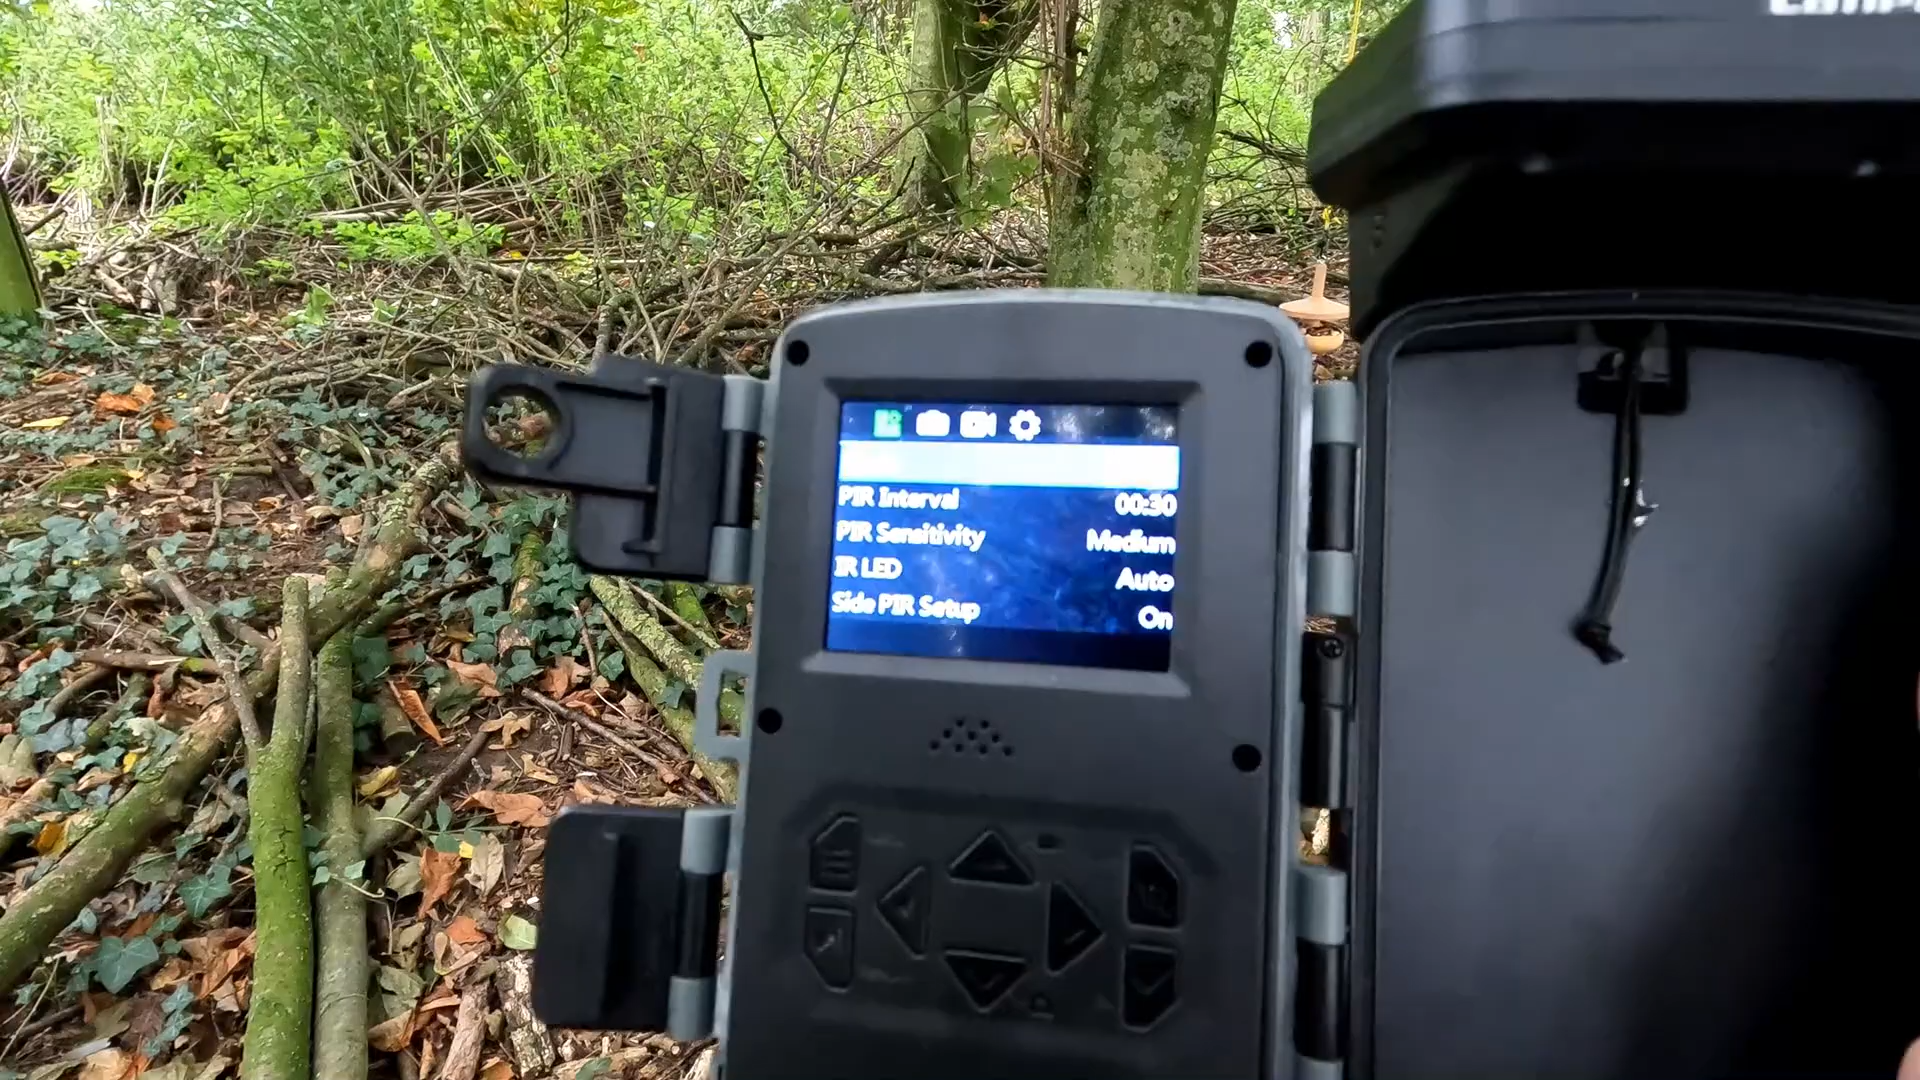 PIR Interval 00:30
PIR Sensitivity Medium
IR LED Auto
Side PIR Setup On